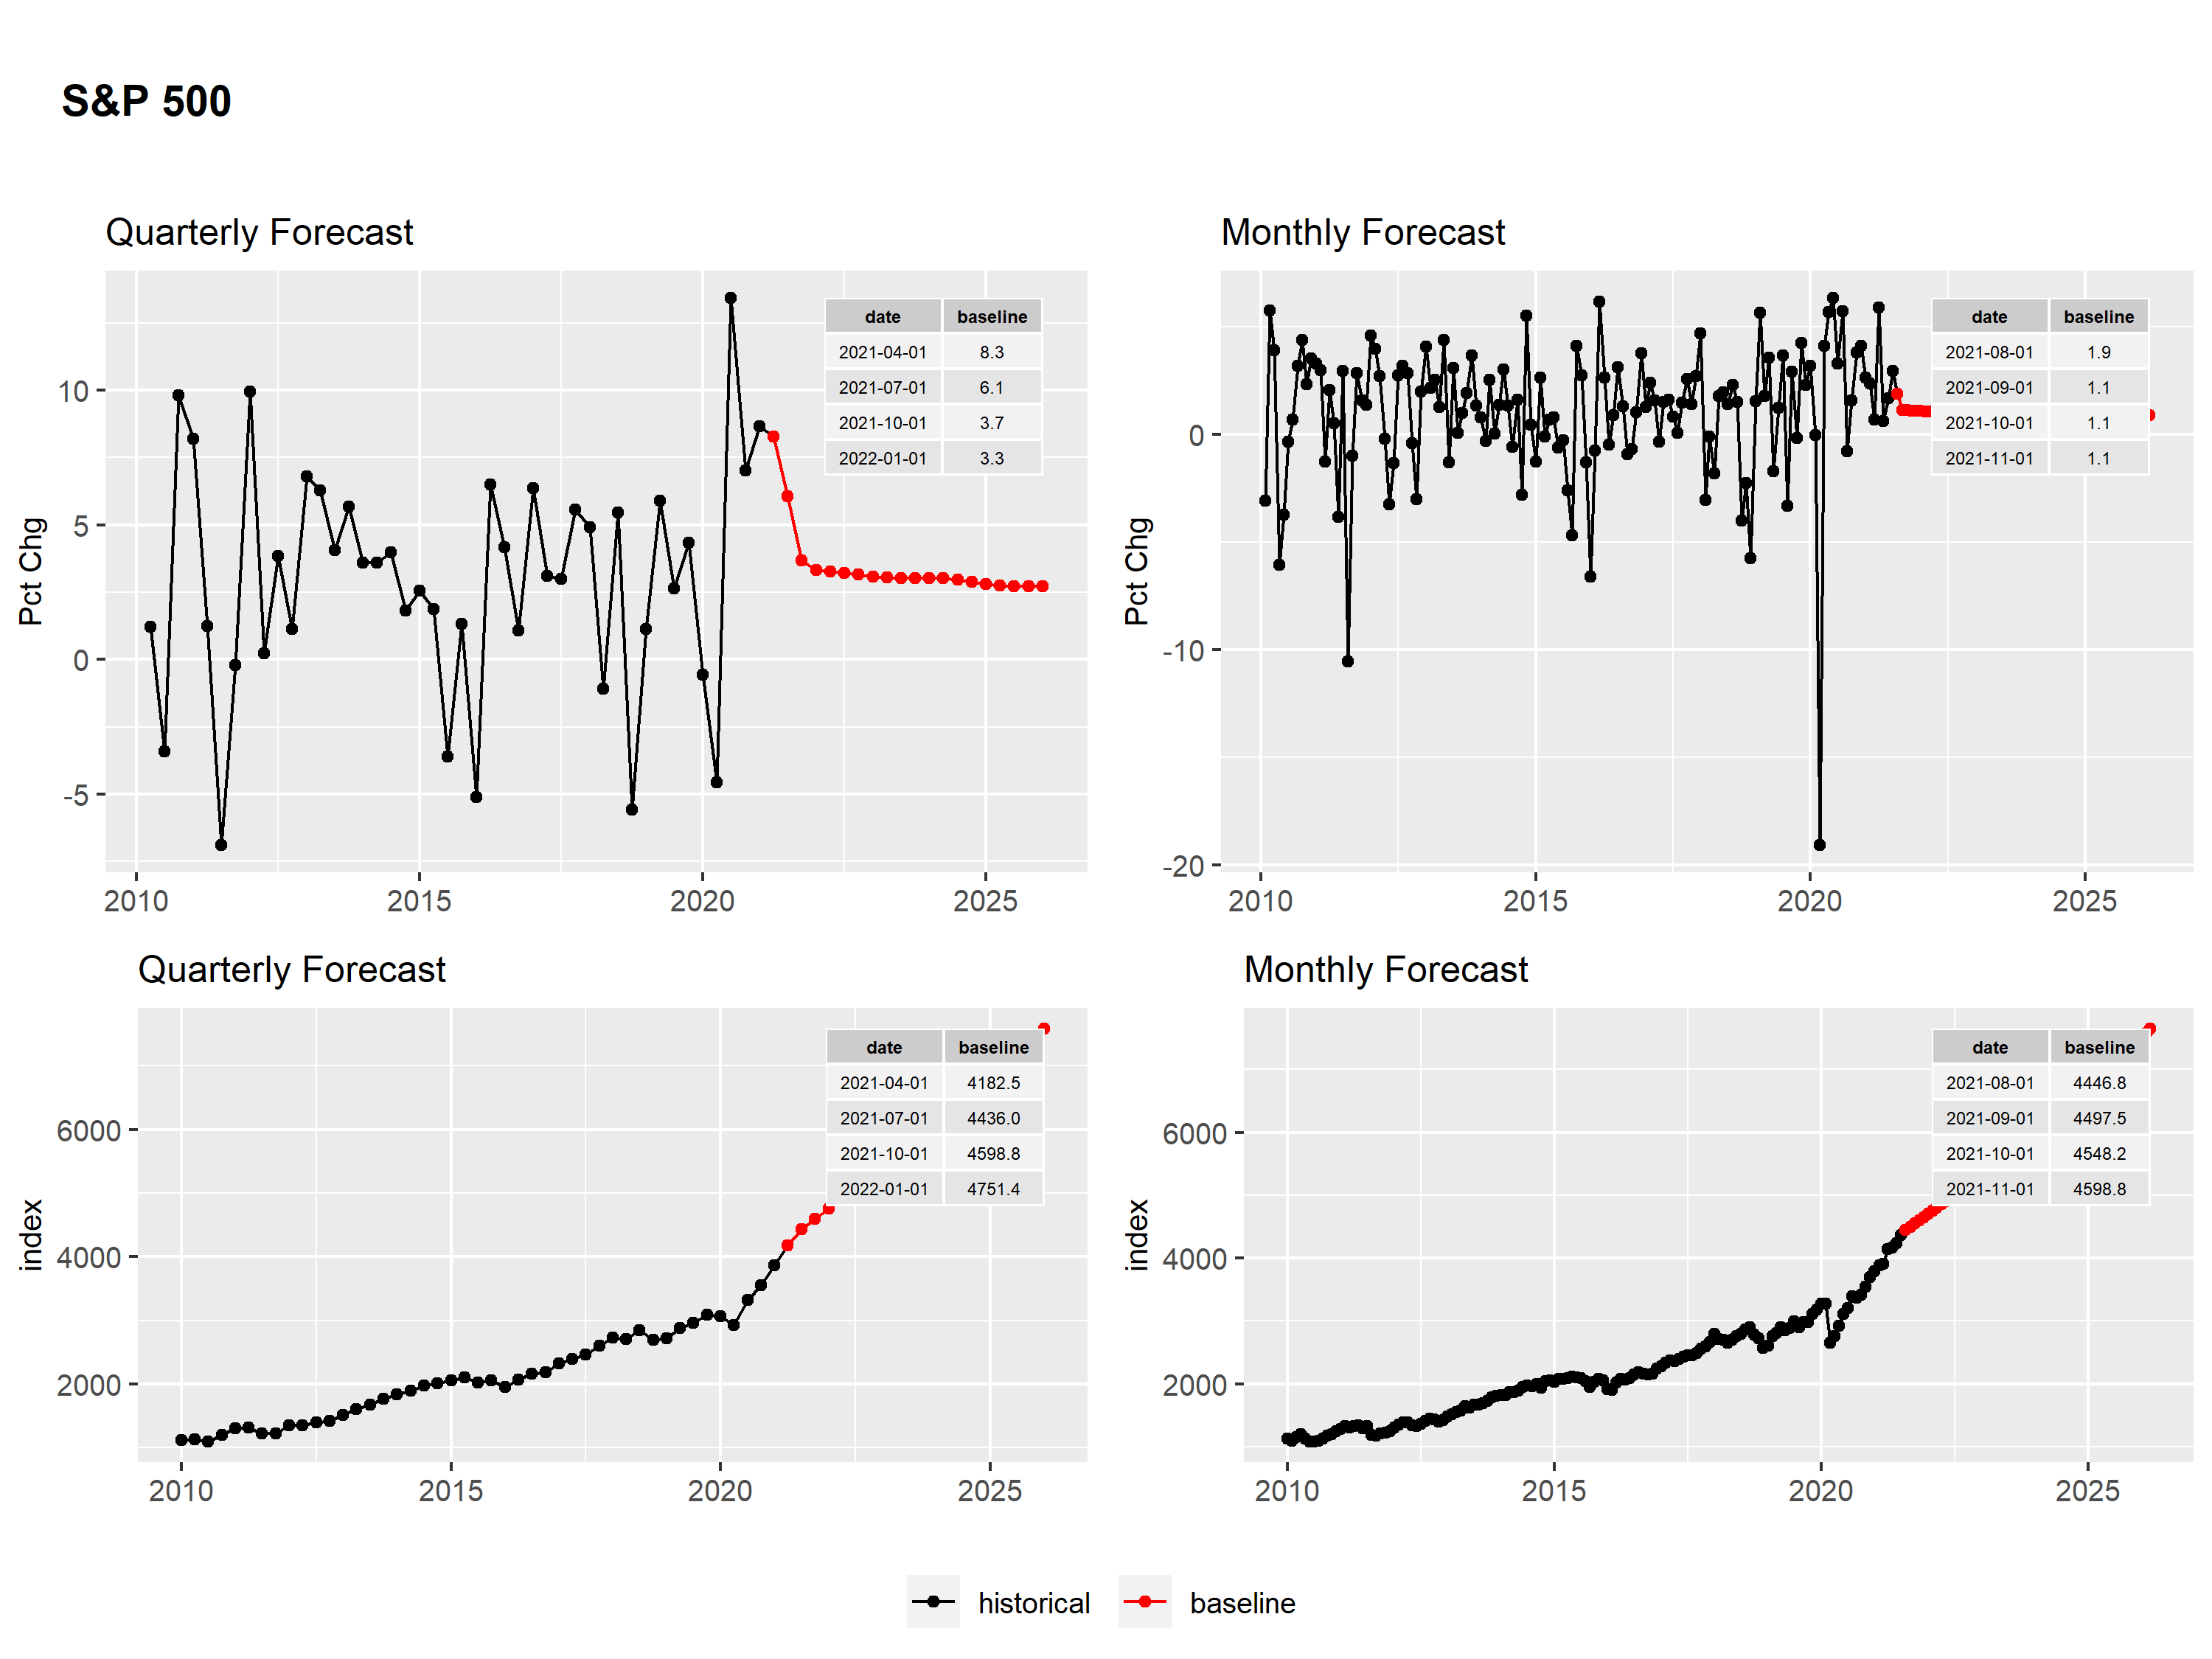 S&P 500
Quarterly Forecast
Pct Chg
10
5
0
-5
2010 2015 2020 2025
date baseline
2021-04-01 8.3
2021-07-01 6.1
2021-10-01 3.7
2022-01-01 3.3
Monthly Forecast
Pct Chg
0
-10
-20
2010 2015 2020 2025
date baseline
2021-08-01 1.9
2021-09-01 1.1
2021-10-01 1.1
2021-11-01 1.1
Quarterly Forecast
index
6000
4000
2000
2010 2015 2020 2025
date baseline
2021-04-01 4182.5
2021-07-01 4436.0
2021-10-01 4598.8
2022-01-01 4751.4
Monthly Forecast
index
6000
4000
2000
2010 2015 2020 2025
date baseline
2021-08-01 4446.8
2021-09-01 4497.5
2021-10-01 4548.2
2021-11-01 4598.8
historical baseline